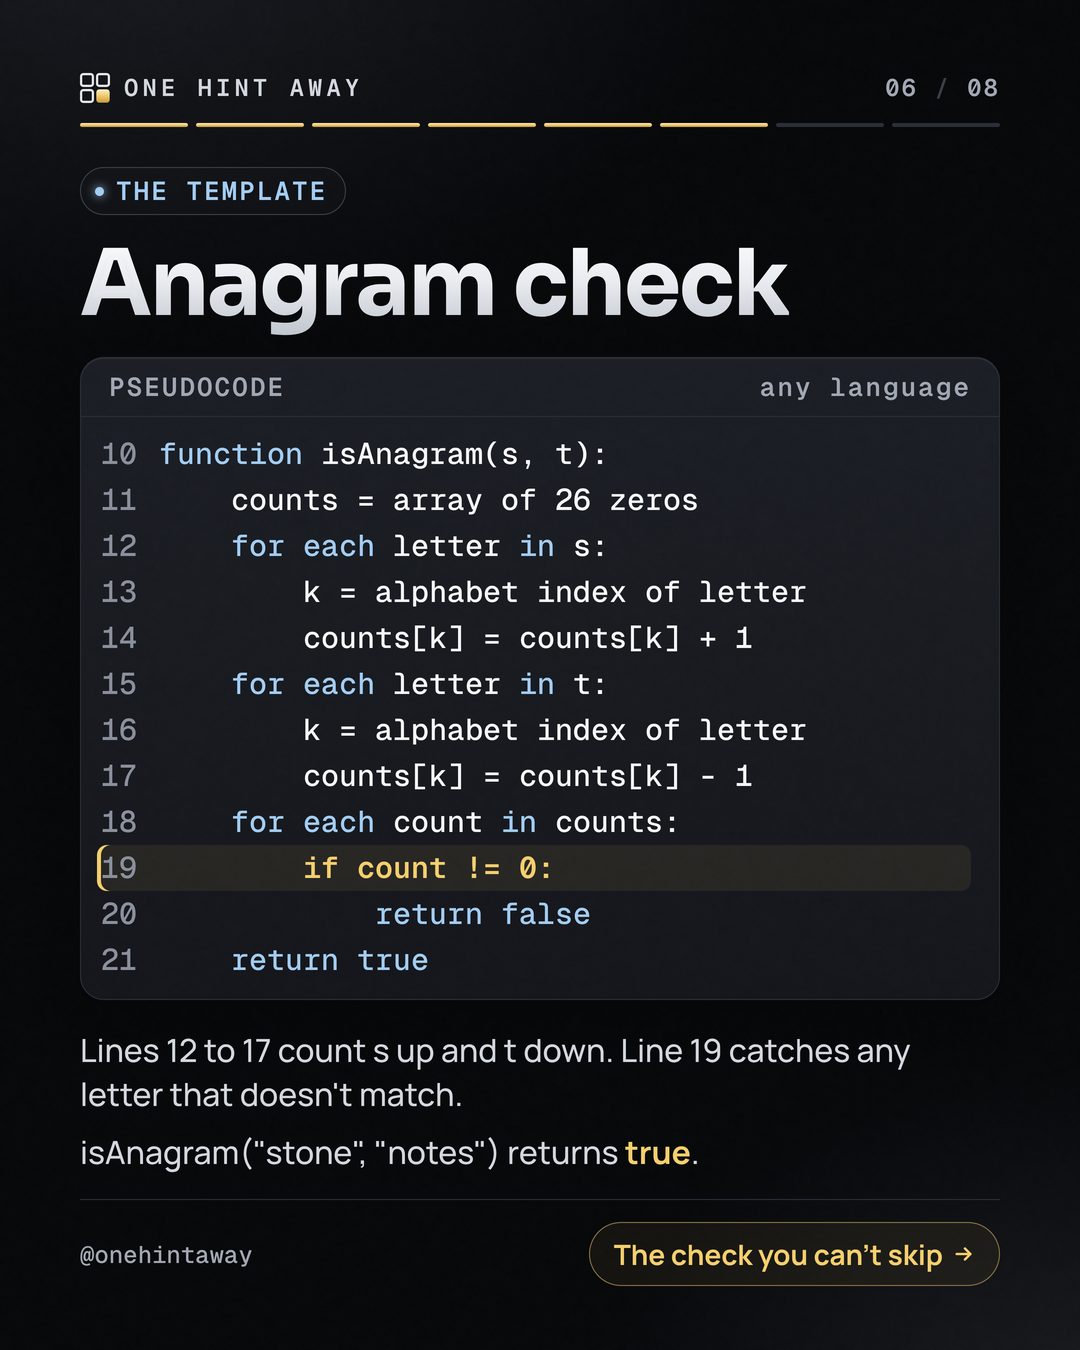 ONE HINT AWAY
06 / 08
THE TEMPLATE
Anagram check
PSEUDOCODE
any language
10 function isAnagram(s, t):
11     counts = array of 26 zeros
12     for each letter in s:
13         k = alphabet index of letter
14         counts[k] = counts[k] + 1
15     for each letter in t:
16         k = alphabet index of letter
17         counts[k] = counts[k] - 1
18     for each count in counts:
19         if count != 0:
20             return false
21     return true
Lines 12 to 17 count s up and t down. Line 19 catches any
letter that doesn't match.
isAnagram("stone", "notes") returns true.
@onehintaway
The check you can’t skip →